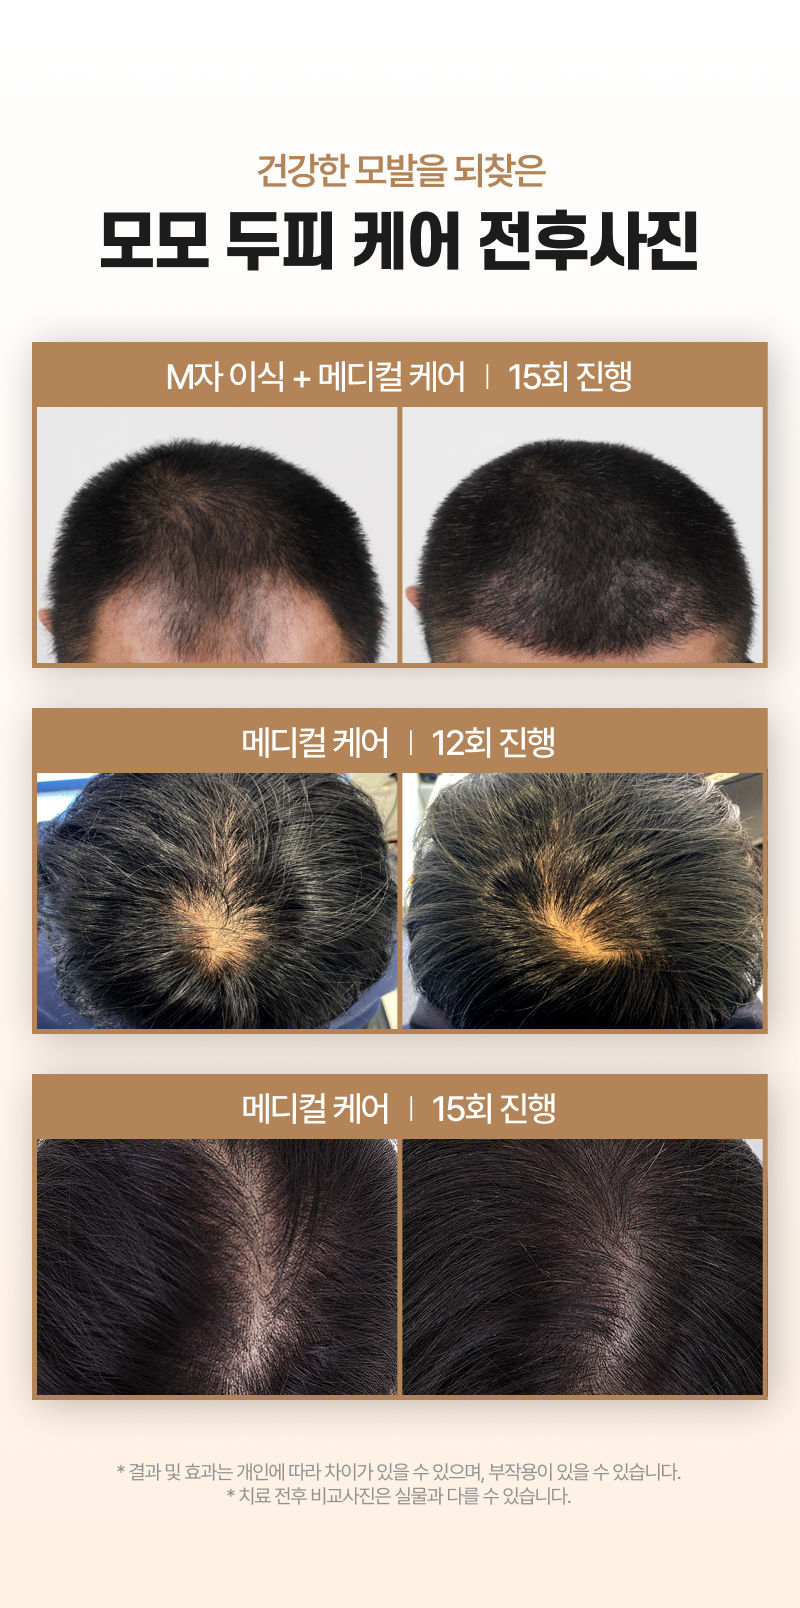 건강한 모발을 되찾은
모모 두피 케어 전후사진
M자 이식 + 메디컬 케어 | 15회 진행
메디컬 케어 | 12회 진행
메디컬 케어 | 15회 진행
* 결과 및 효과는 개인에 따라 차이가 있을 수 있으며, 부작용이 있을 수 있습니다.
* 치료 전후 비교사진은 실물과 다를 수 있습니다.